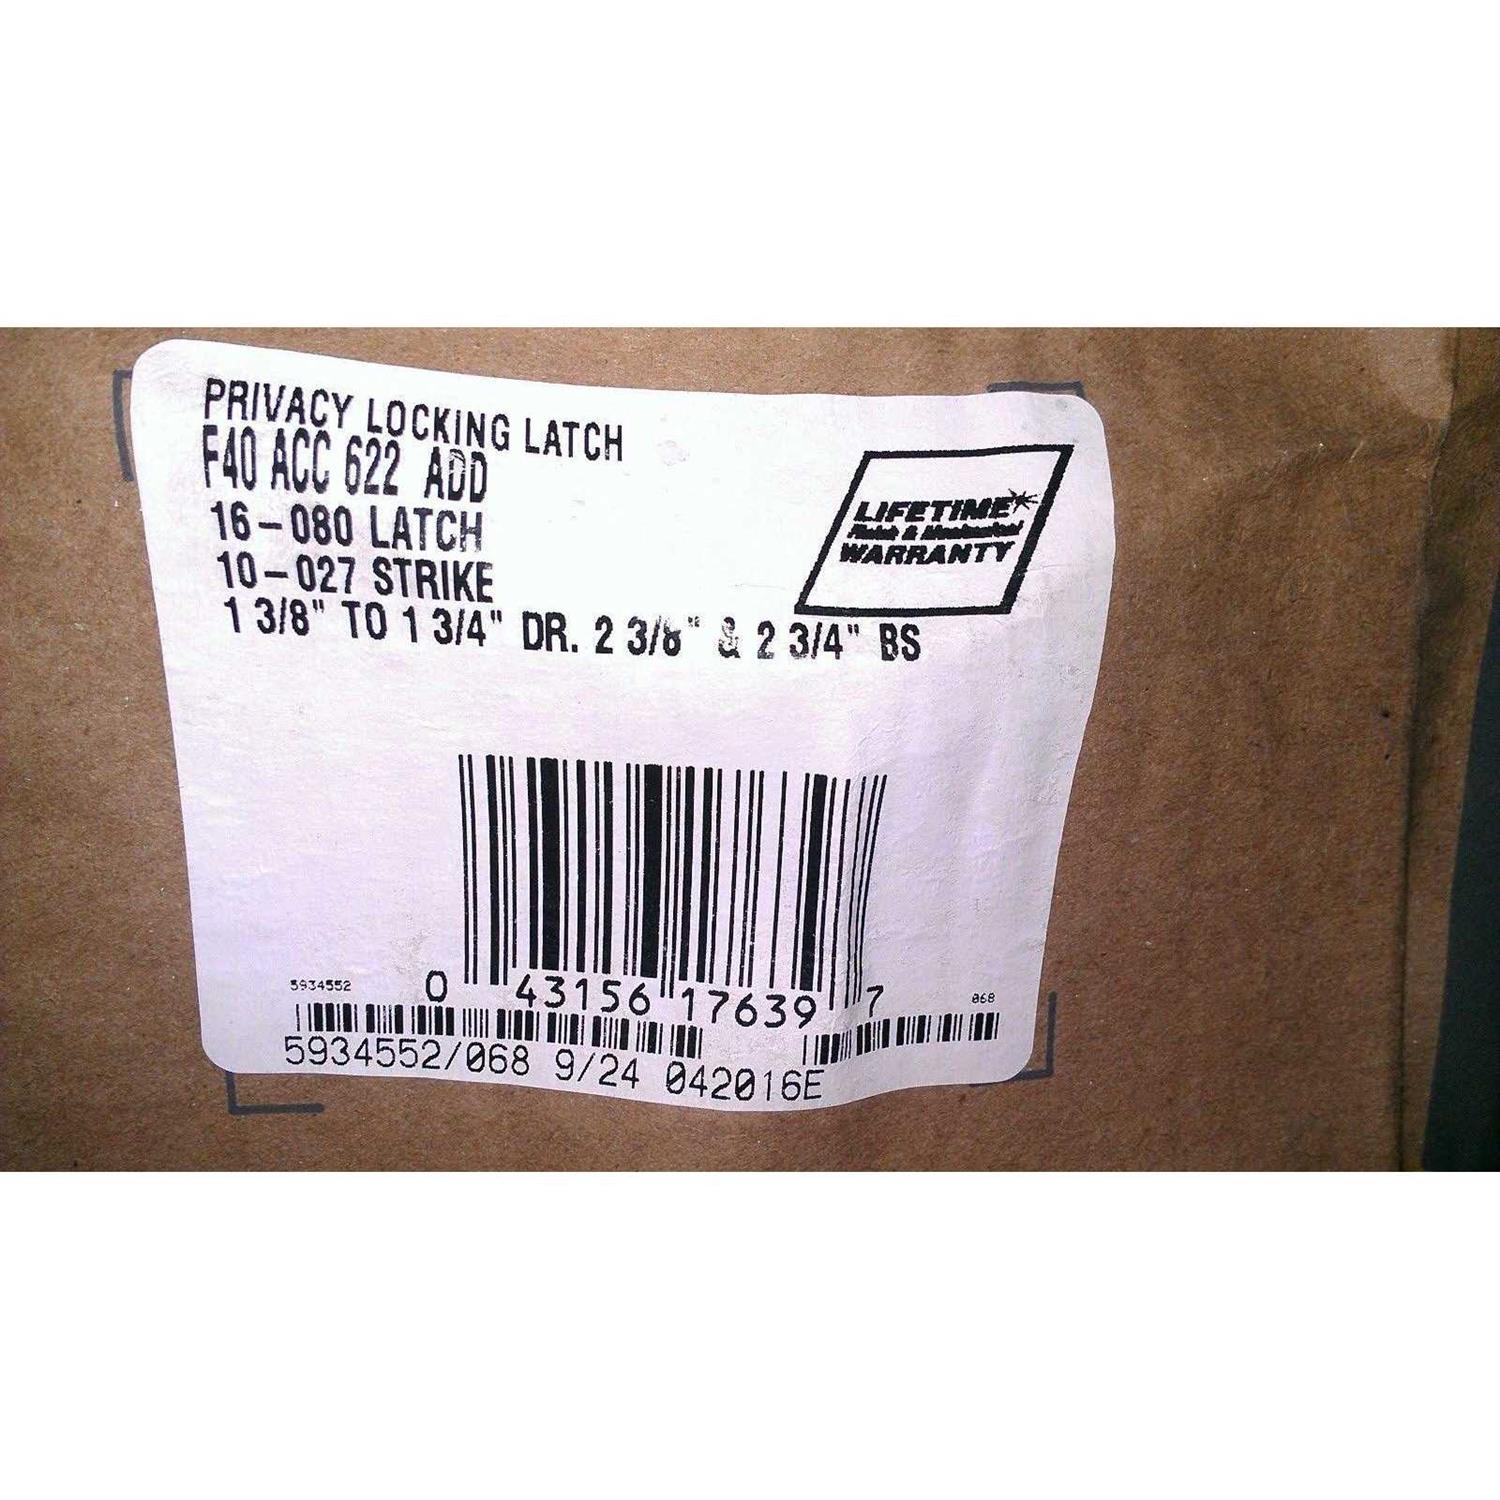 PRIVACY LOCKING LATCH
F40 ACC 622 ADD
16-080 LATCH
10-027 STRIKE
1 3/8" TO 1 3/4" DR. 2 3/8" & 2 3/4" BS
LIFETIME
Finish & Mechanical
WARRANTY
0 43156 17639 7
5934552
068
5934552/068 9/24 042016E